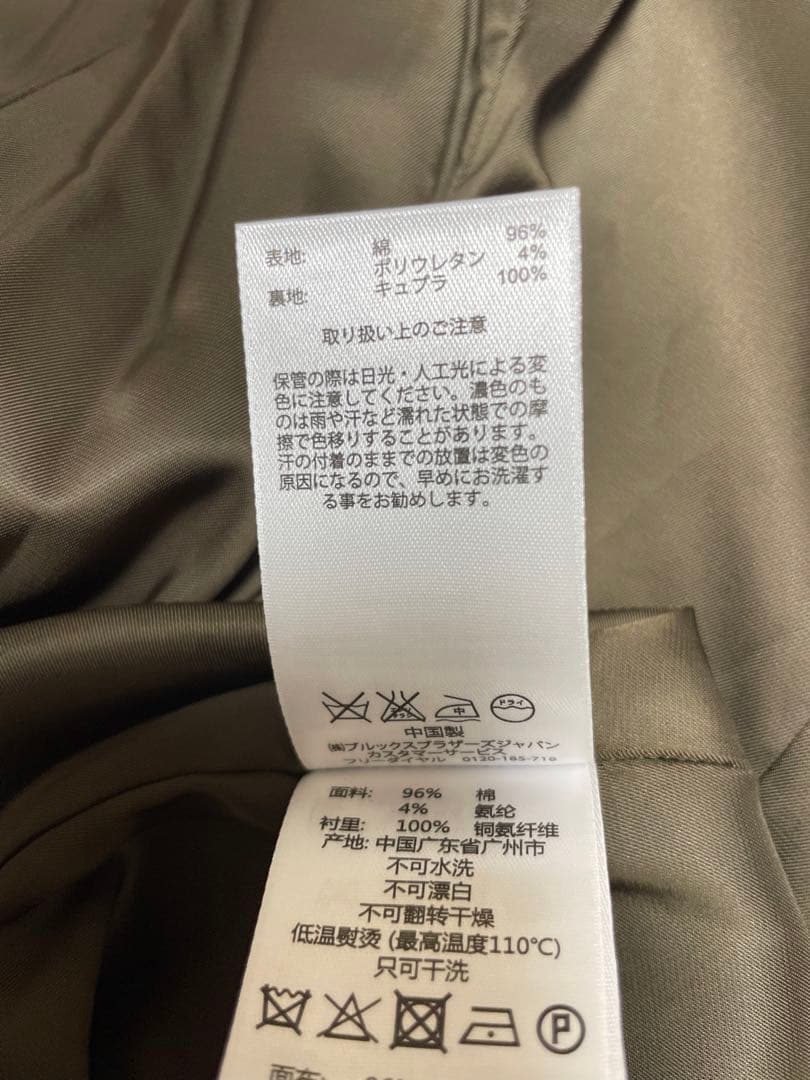 表地: 綿 96%
ポリウレタン 4%
裏地: キュプラ 100%
取り扱い上のご注意
保管の際は日光・人工光による変
色に注意してください。濃色のも
のは雨や汗など濡れた状態での摩
擦で色移りすることがあります。
汗の付着のままでの放置は変色の
原因になるので、早めにお洗濯す
る事をお勧めします。
中 ドライ
中国製
㈱ブルックスブラザーズジャパン
カスタマーサービス
フリーダイヤル 0120-185-718
面料: 96% 棉
4% 氨纶
衬里: 100% 铜氨纤维
产地: 中国广东省广州市
不可水洗
不可漂白
不可翻转干燥
低温熨烫 (最高温度110℃)
只可干洗
P